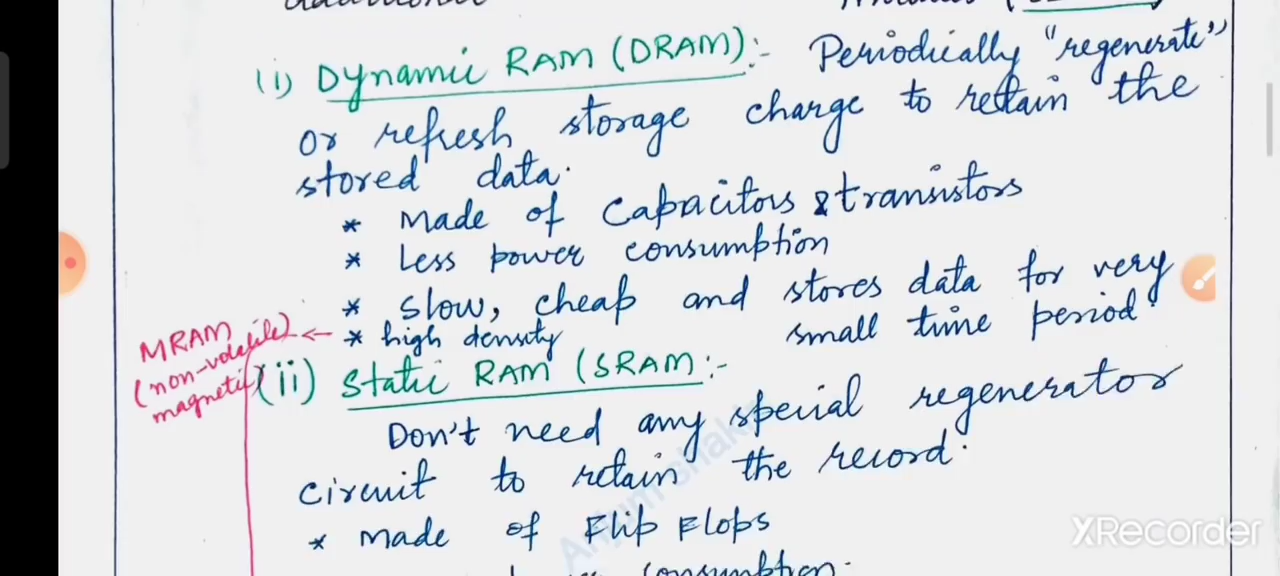 (i) Dynamic RAM (DRAM):- Periodically "regenerate"
or refresh storage charge to retain the
stored data.
* Made of Capacitors & transistors
* Less power consumption
* Slow, cheap and stores data for very
small time period.
* high density
MRAM
(non-volatile)
magnetic
(ii) Static RAM (SRAM:-
Don't need any special regenerator
circuit to retain the record.
* Made of Flip Flops
consumption.
XRecorder